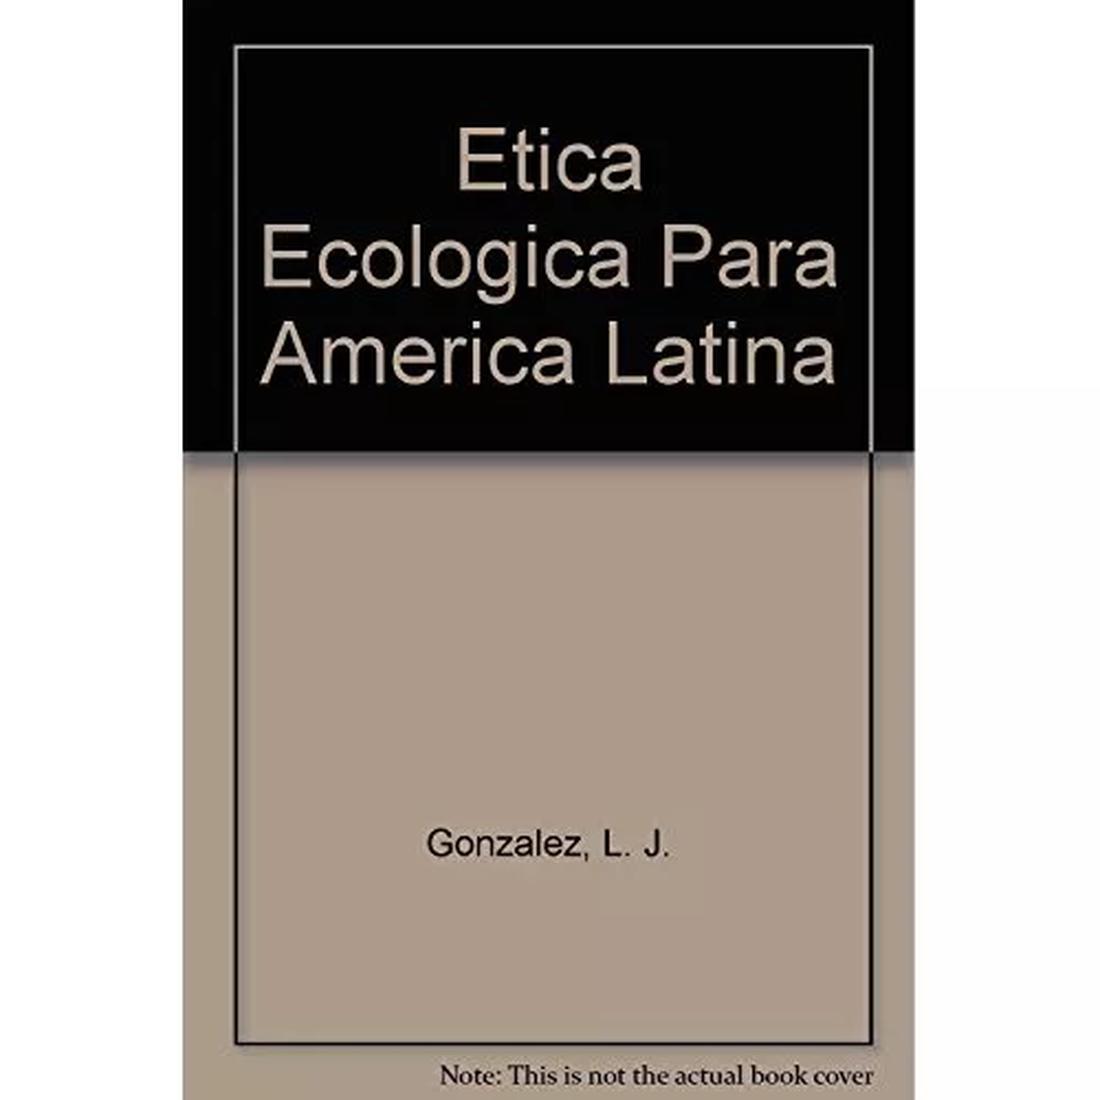 Etica
Ecologica Para
America Latina
Gonzalez, L. J.
Note: This is not the actual book cover